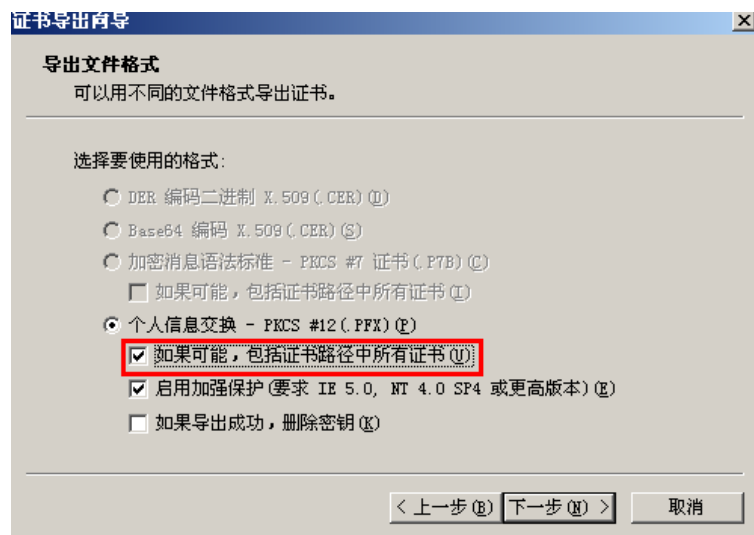 证书导出向导
导出文件格式
可以用不同的文件格式导出证书。
选择要使用的格式:
DER 编码二进制 X.509(.CER)(D)
Base64 编码 X.509(.CER)(S)
加密消息语法标准 - PKCS #7 证书(.P7B)(C)
如果可能，包括证书路径中所有证书(I)
个人信息交换 - PKCS #12(.PFX)(P)
如果可能，包括证书路径中所有证书(U)
启用加强保护(要求 IE 5.0, NT 4.0 SP4 或更高版本)(E)
如果导出成功，删除密钥(K)
< 上一步(B) 下一步(N) > 取消